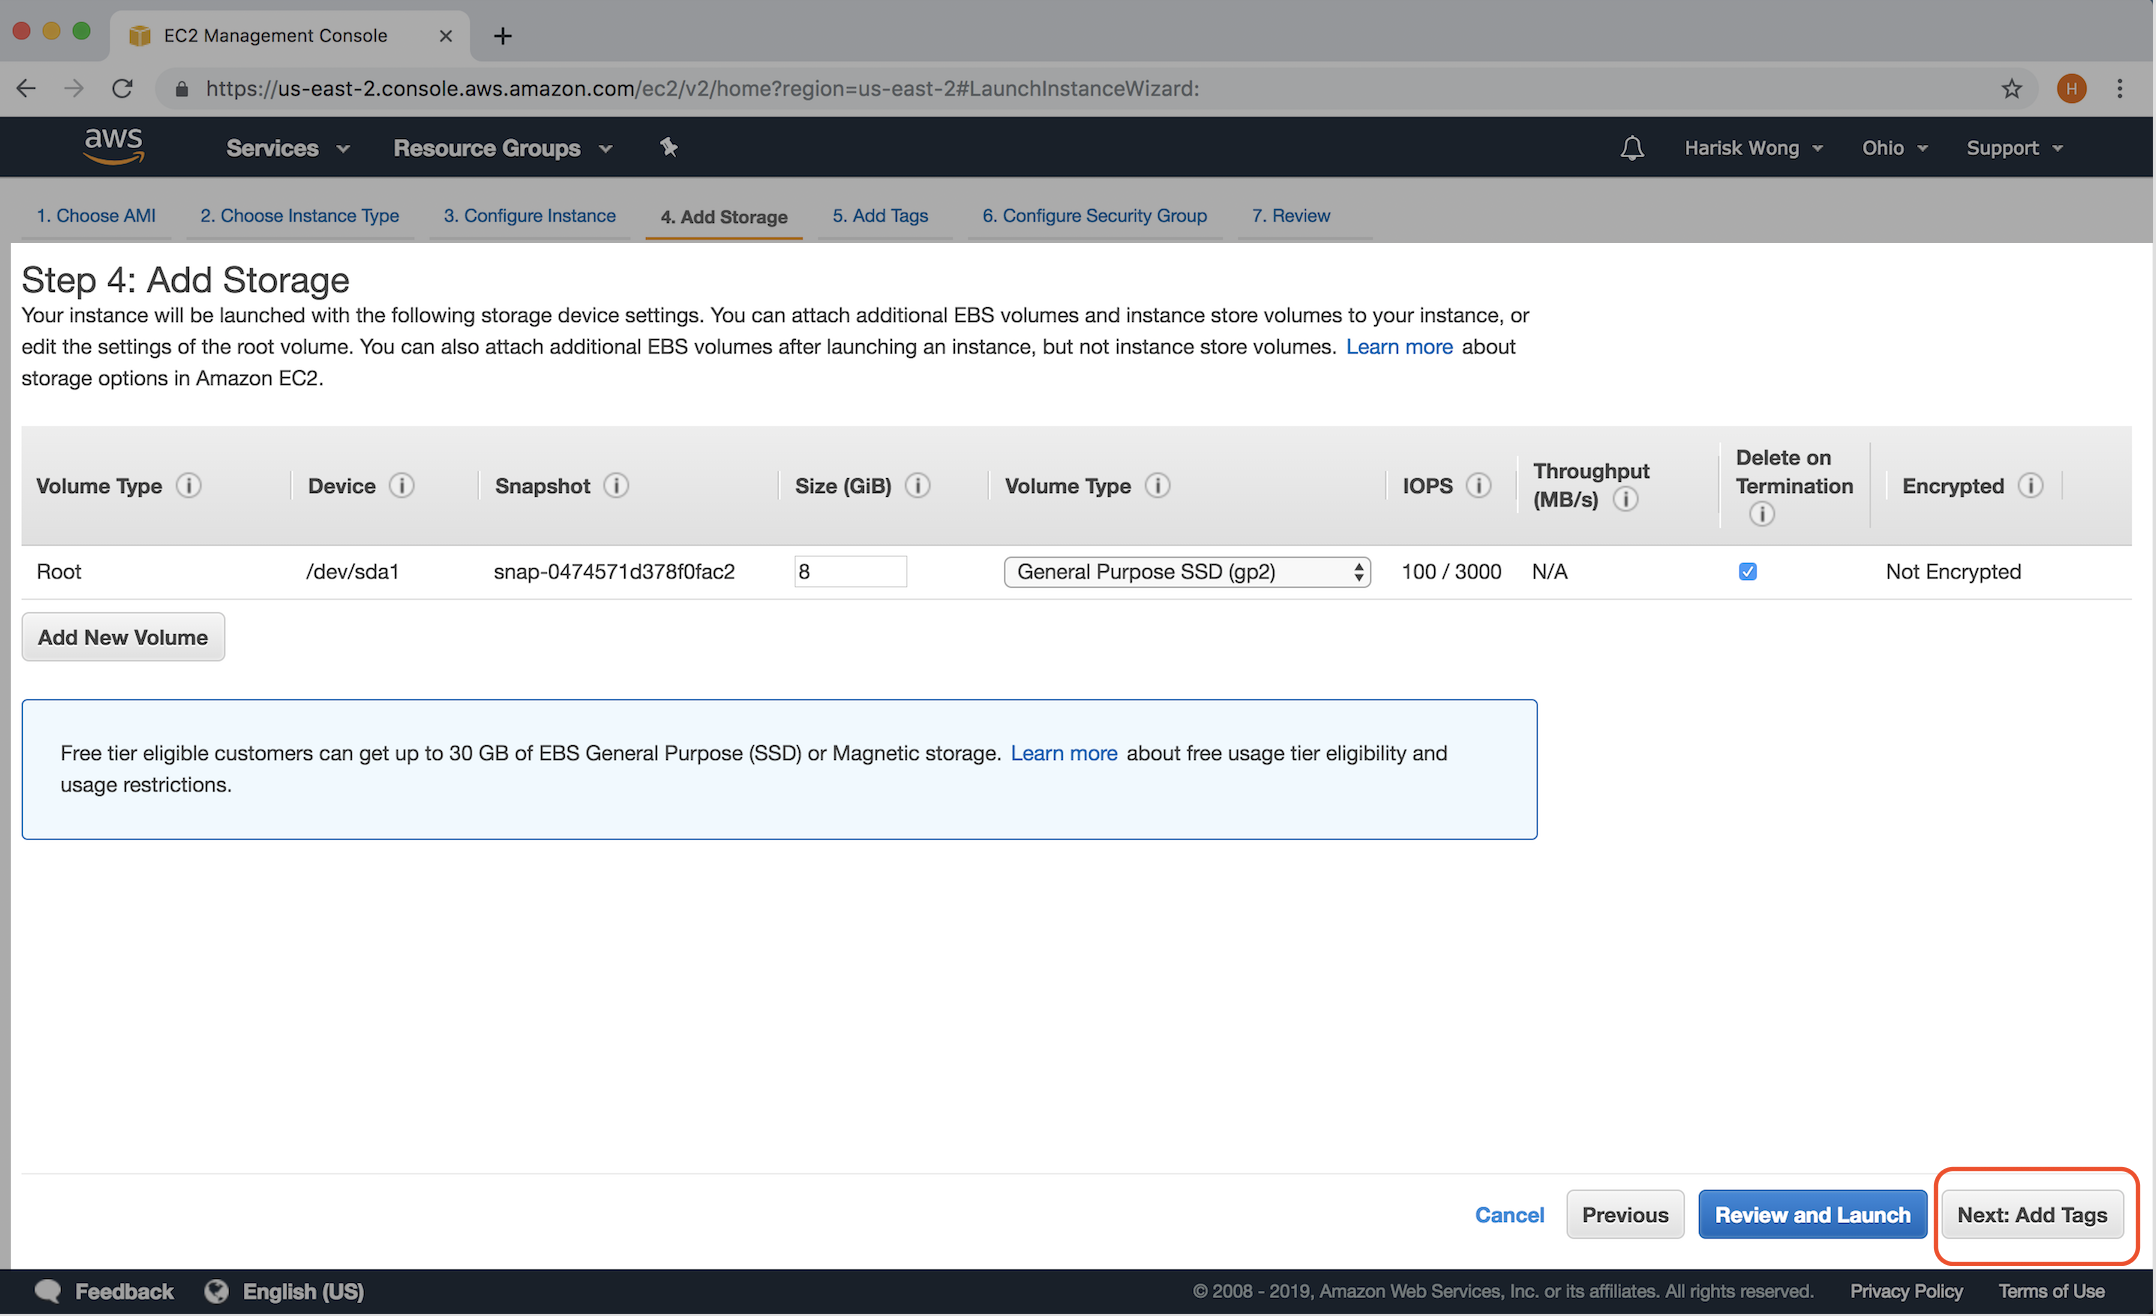 EC2 Management Console
https://us-east-2.console.aws.amazon.com/ec2/v2/home?region=us-east-2#LaunchInstanceWizard:
H
aws
Services
Resource Groups
Harisk Wong
Ohio
Support
1. Choose AMI
2. Choose Instance Type
3. Configure Instance
4. Add Storage
5. Add Tags
6. Configure Security Group
7. Review
Step 4: Add Storage
Your instance will be launched with the following storage device settings. You can attach additional EBS volumes and instance store volumes to your instance, or
edit the settings of the root volume. You can also attach additional EBS volumes after launching an instance, but not instance store volumes. Learn more about
storage options in Amazon EC2.
Volume Type
Device
Snapshot
Size (GiB)
Volume Type
IOPS
Throughput
(MB/s)
Delete on
Termination
Encrypted
Root
/dev/sda1
snap-0474571d378f0fac2
8
General Purpose SSD (gp2)
100 / 3000
N/A
Not Encrypted
Add New Volume
Free tier eligible customers can get up to 30 GB of EBS General Purpose (SSD) or Magnetic storage. Learn more about free usage tier eligibility and
usage restrictions.
Cancel
Previous
Review and Launch
Next: Add Tags
Feedback
English (US)
© 2008 - 2019, Amazon Web Services, Inc. or its affiliates. All rights reserved.
Privacy Policy
Terms of Use